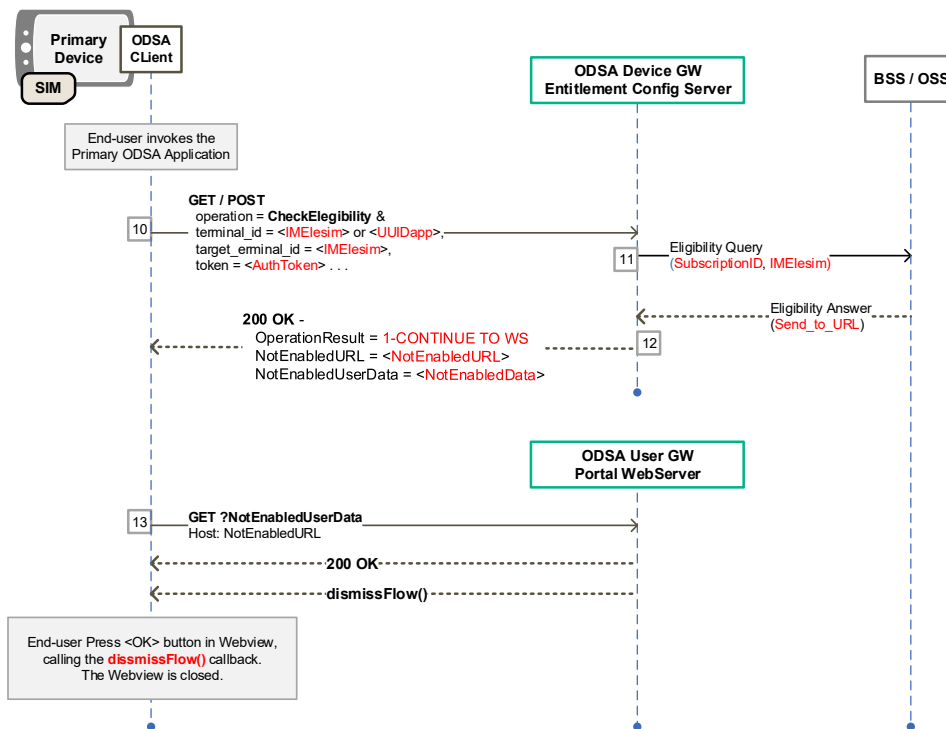 Primary
Device
SIM
ODSA
CLient
ODSA Device GW
Entitlement Config Server
BSS / OSS
End-user invokes the
Primary ODSA Application
10
GET / POST
operation = CheckElegibility &
terminal_id = <IMEIesim> or <UUIDapp>,
target_erminal_id = <IMEIesim>,
token = <AuthToken> . . .
11
Eligibility Query
(SubscriptionID, IMEIesim)
Eligibility Answer
(Send_to_URL)
12
200 OK -
OperationResult = 1-CONTINUE TO WS
NotEnabledURL = <NotEnabledURL>
NotEnabledUserData = <NotEnabledData>
ODSA User GW
Portal WebServer
13
GET ?NotEnabledUserData
Host: NotEnabledURL
200 OK
dismissFlow()
End-user Press <OK> button in Webview,
calling the dissmissFlow() callback.
The Webview is closed.